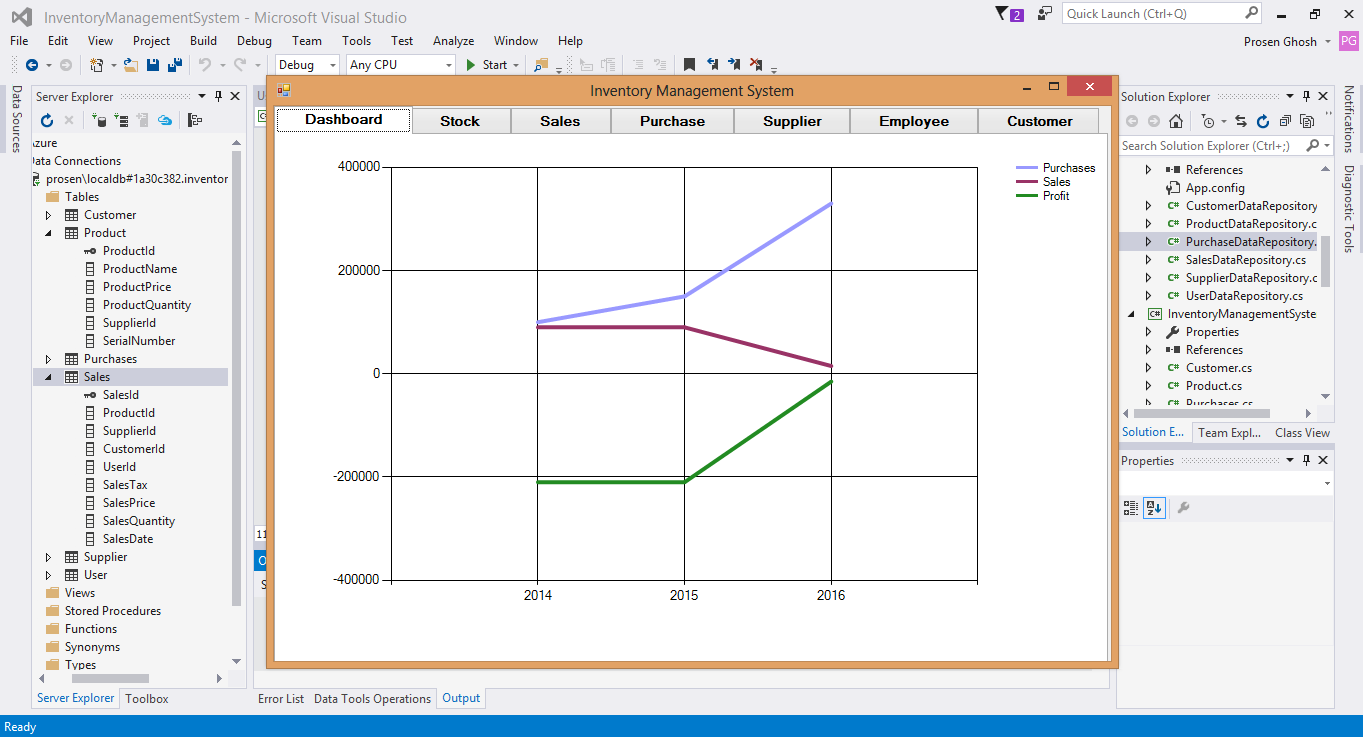 InventoryManagementSystem - Microsoft Visual Studio
2
Quick Launch (Ctrl+Q)
File Edit View Project Build Debug Team Tools Test Analyze Window Help
Prosen Ghosh PG
Debug Any CPU Start
Data Sources
Server Explorer
Azure
Data Connections
prosen\localdb#1a30c382.inventor
Tables
Customer
Product
ProductId
ProductName
ProductPrice
ProductQuantity
SupplierId
SerialNumber
Purchases
Sales
SalesId
ProductId
SupplierId
CustomerId
UserId
SalesTax
SalesPrice
SalesQuantity
SalesDate
Supplier
User
Views
Stored Procedures
Functions
Synonyms
Types
Server Explorer Toolbox
Inventory Management System
Dashboard Stock Sales Purchase Supplier Employee Customer
400000
200000
0
-200000
-400000
2014 2015 2016
Purchases
Sales
Profit
11
Error List Data Tools Operations Output
Solution Explorer
Search Solution Explorer (Ctrl+;)
References
App.config
C# CustomerDataRepository
C# ProductDataRepository.c
C# PurchaseDataRepository.
C# SalesDataRepository.cs
C# SupplierDataRepository.c
C# UserDataRepository.cs
C# InventoryManagementSyste
Properties
References
C# Customer.cs
C# Product.cs
C# Purchases.cs
Solution E... Team Expl... Class View
Properties
Notifications
Diagnostic Tools
Ready